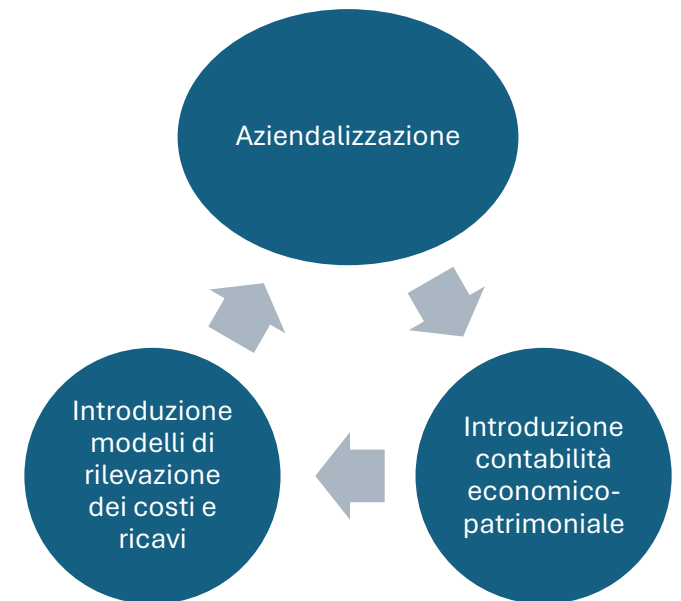 Aziendalizzazione
Introduzione
modelli di
rilevazione
dei costi e
ricavi
Introduzione
contabilità
economico-
patrimoniale